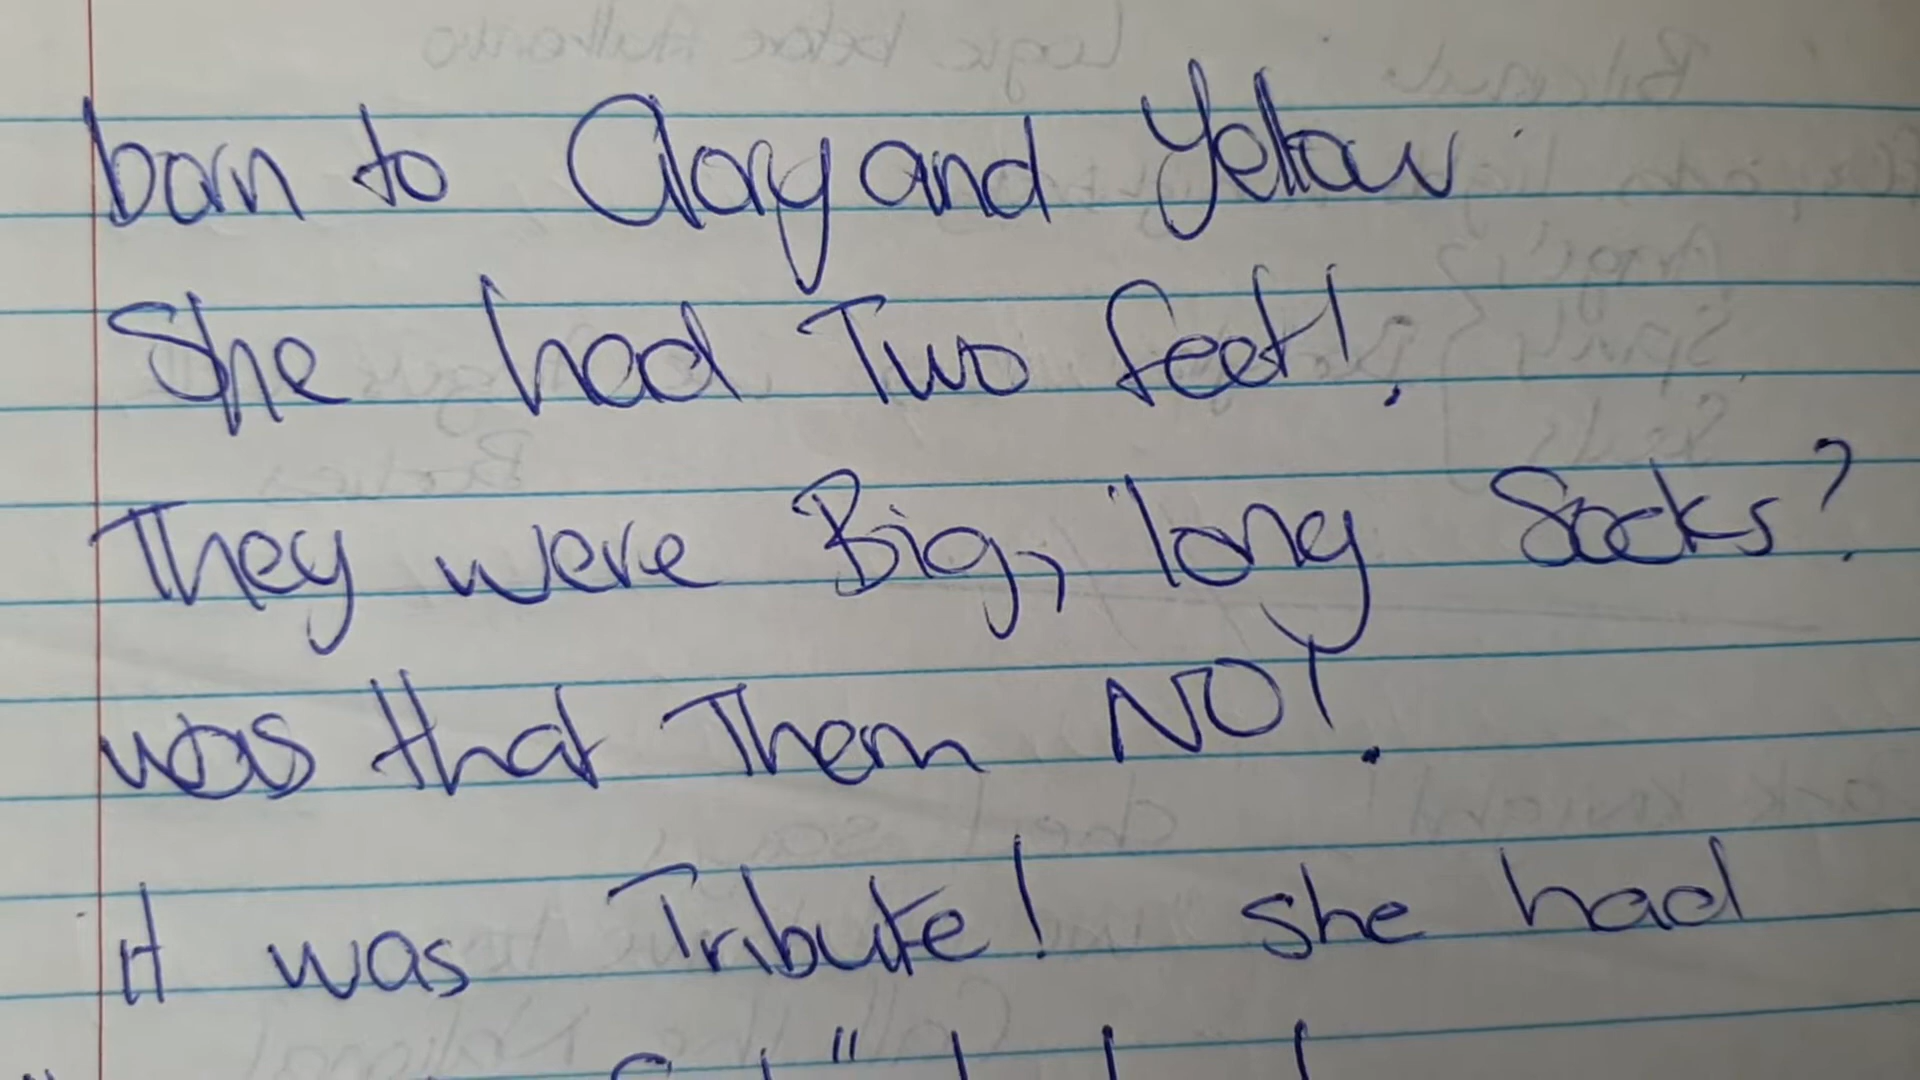 born to Glory and Yellow
She had Two feet!
They were Big, long Socks?
was that Them NO!
it was Tribute! she had